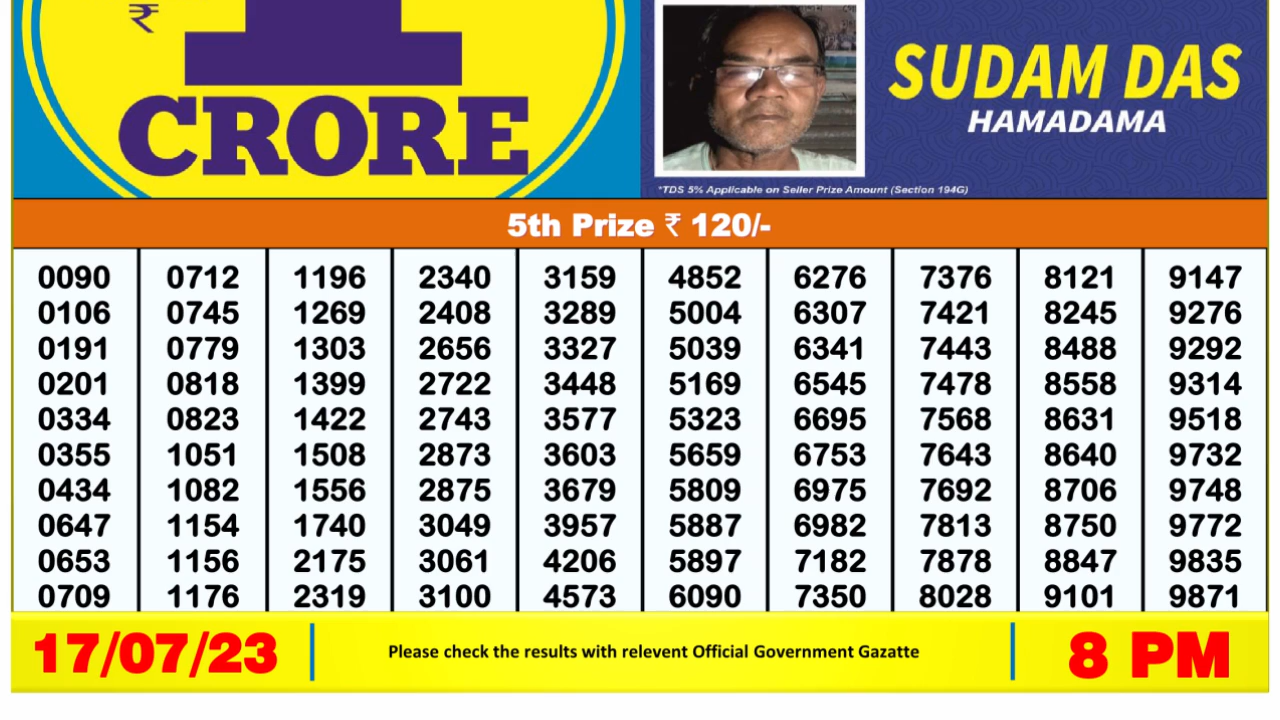 ₹
CRORE
SUDAM DAS
HAMADAMA
*TDS 5% Applicable on Seller Prize Amount (Section 194G)
5th Prize ₹ 120/-
0090 0712 1196 2340 3159 4852 6276 7376 8121 9147
0106 0745 1269 2408 3289 5004 6307 7421 8245 9276
0191 0779 1303 2656 3327 5039 6341 7443 8488 9292
0201 0818 1399 2722 3448 5169 6545 7478 8558 9314
0334 0823 1422 2743 3577 5323 6695 7568 8631 9518
0355 1051 1508 2873 3603 5659 6753 7643 8640 9732
0434 1082 1556 2875 3679 5809 6975 7692 8706 9748
0647 1154 1740 3049 3957 5887 6982 7813 8750 9772
0653 1156 2175 3061 4206 5897 7182 7878 8847 9835
0709 1176 2319 3100 4573 6090 7350 8028 9101 9871
17/07/23 Please check the results with relevent Official Government Gazatte 8 PM